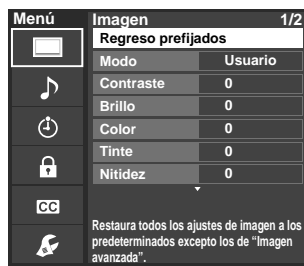 Menú
Imagen 1/2
Regreso prefijados
Modo Usuario
Contraste 0
Brillo 0
Color 0
Tinte 0
Nitidez 0
CC
Restaura todos los ajustes de imagen a los
predeterminados excepto los de “Imagen
avanzada”.